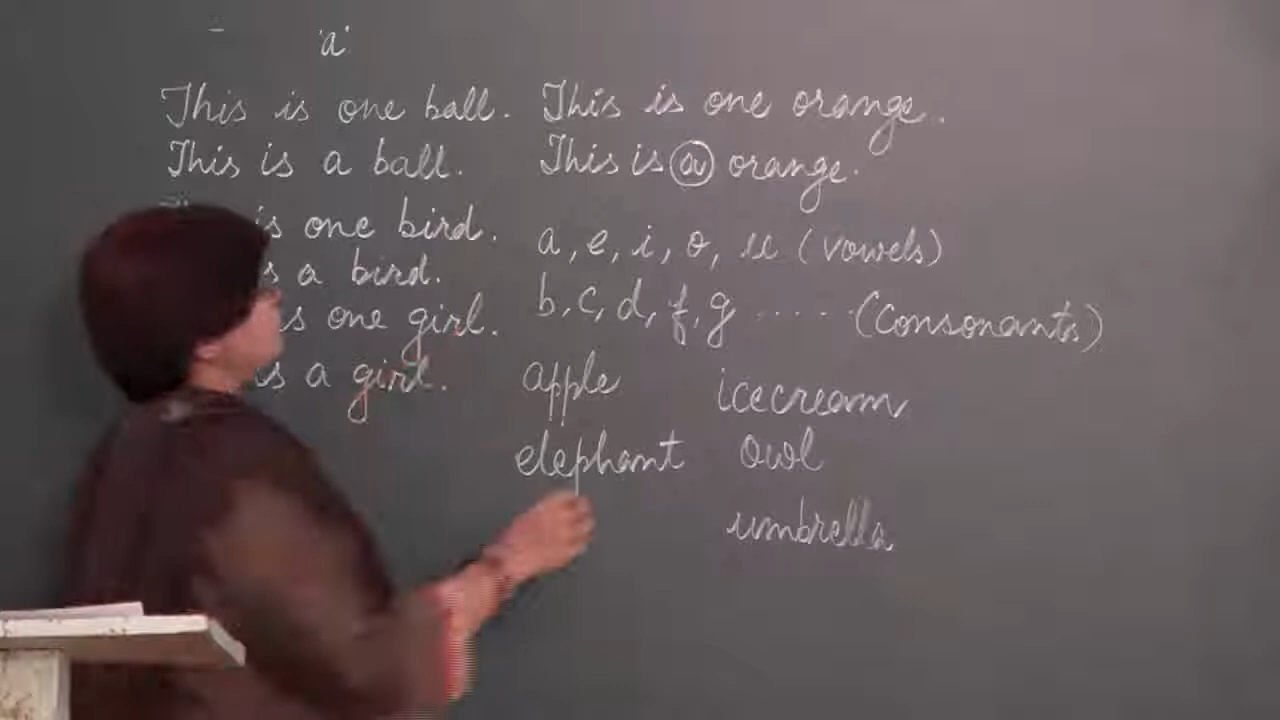 'a'
This is one ball.
This is a ball.
is one bird.
s a bird.
s one girl.
is a girl.
This is one orange.
This is a orange.
a, e, i, o, u (vowels)
b, c, d, f, g ..... (consonants)
apple icecream
elephant owl
umbrella